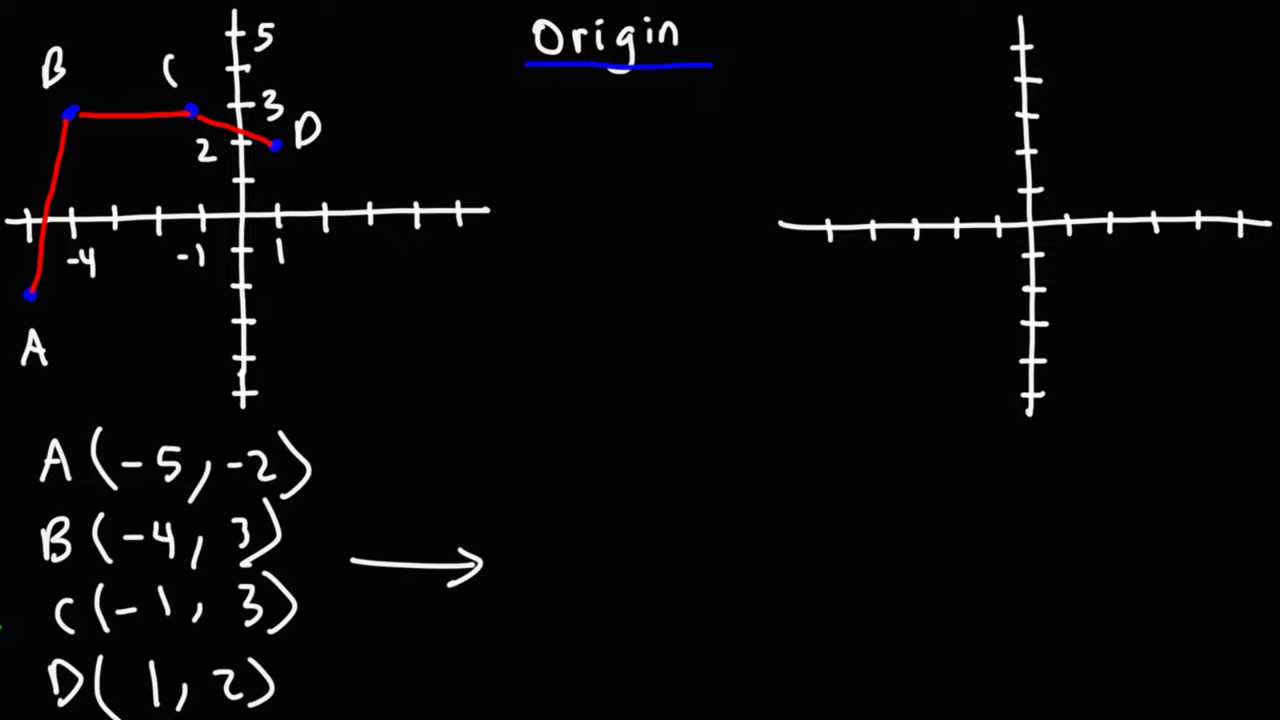 Origin
5
B
C
3
D
2
-4
-1
1
A
A(-5, -2)
B(-4, 3)
C(-1, 3)
D(1, 2)